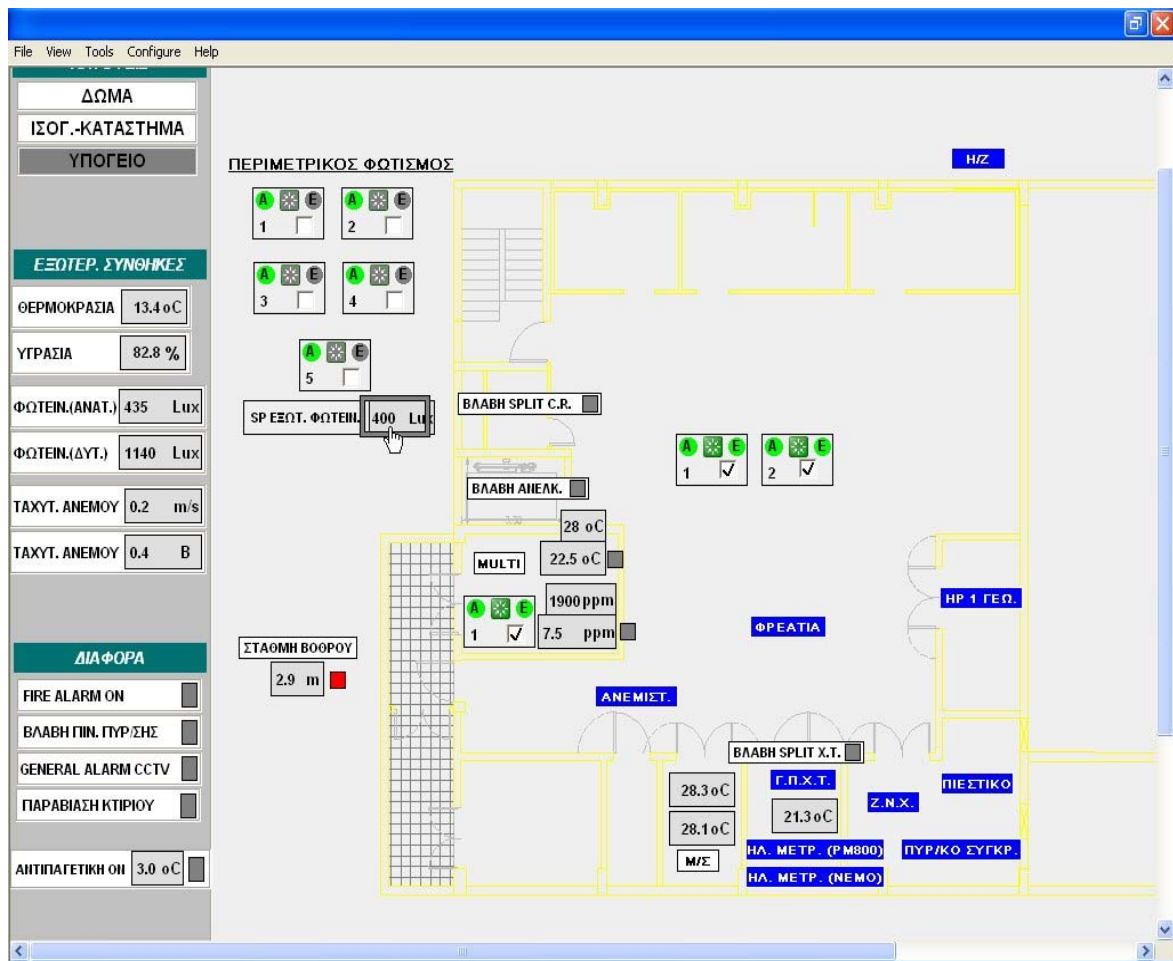 File View Tools Configure Help
ΔΩΜΑ
ΙΣΟΓ.-ΚΑΤΑΣΤΗΜΑ
ΥΠΟΓΕΙΟ
ΕΞΩΤΕΡ. ΣΥΝΘΗΚΕΣ
ΘΕΡΜΟΚΡΑΣΙΑ 13.4 oC
ΥΓΡΑΣΙΑ 82.8 %
ΦΩΤΕΙΝ.(ΑΝΑΤ.) 435 Lux
ΦΩΤΕΙΝ.(ΔΥΤ.) 1140 Lux
ΤΑΧΥΤ. ΑΝΕΜΟΥ 0.2 m/s
ΤΑΧΥΤ. ΑΝΕΜΟΥ 0.4 B
ΔΙΑΦΟΡΑ
FIRE ALARM ON
ΒΛΑΒΗ ΠΙΝ. ΠΥΡ/ΣΗΣ
GENERAL ALARM CCTV
ΠΑΡΑΒΙΑΣΗ ΚΤΙΡΙΟΥ
ΑΝΤΙΠΑΓΕΤΙΚΗ ON 3.0 oC
ΠΕΡΙΜΕΤΡΙΚΟΣ ΦΩΤΙΣΜΟΣ
A E
1
A E
2
A E
3
A E
4
A E
5
SP ΕΞΩΤ. ΦΩΤΕΙΝ. 400 Lux
Η/Ζ
ΒΛΑΒΗ SPLIT C.R.
A E
1
A E
2
ΒΛΑΒΗ ΑΝΕΛΚ.
28 oC
MULTI
22.5 oC
1900 ppm
A E
1
7.5 ppm
ΗΡ 1 ΓΕΩ.
ΦΡΕΑΤΙΑ
ΣΤΑΘΜΗ ΒΟΘΡΟΥ
2.9 m
ΑΝΕΜΙΣΤ.
ΒΛΑΒΗ SPLIT Χ.Τ.
28.3 oC
Γ.Π.Χ.Τ.
ΠΙΕΣΤΙΚΟ
Ζ.Ν.Χ.
28.1 oC
21.3 oC
Μ/Σ
ΗΛ. ΜΕΤΡ. (PM800)
ΠΥΡ/ΚΟ ΣΥΓΚΡ.
ΗΛ. ΜΕΤΡ. (NEMO)